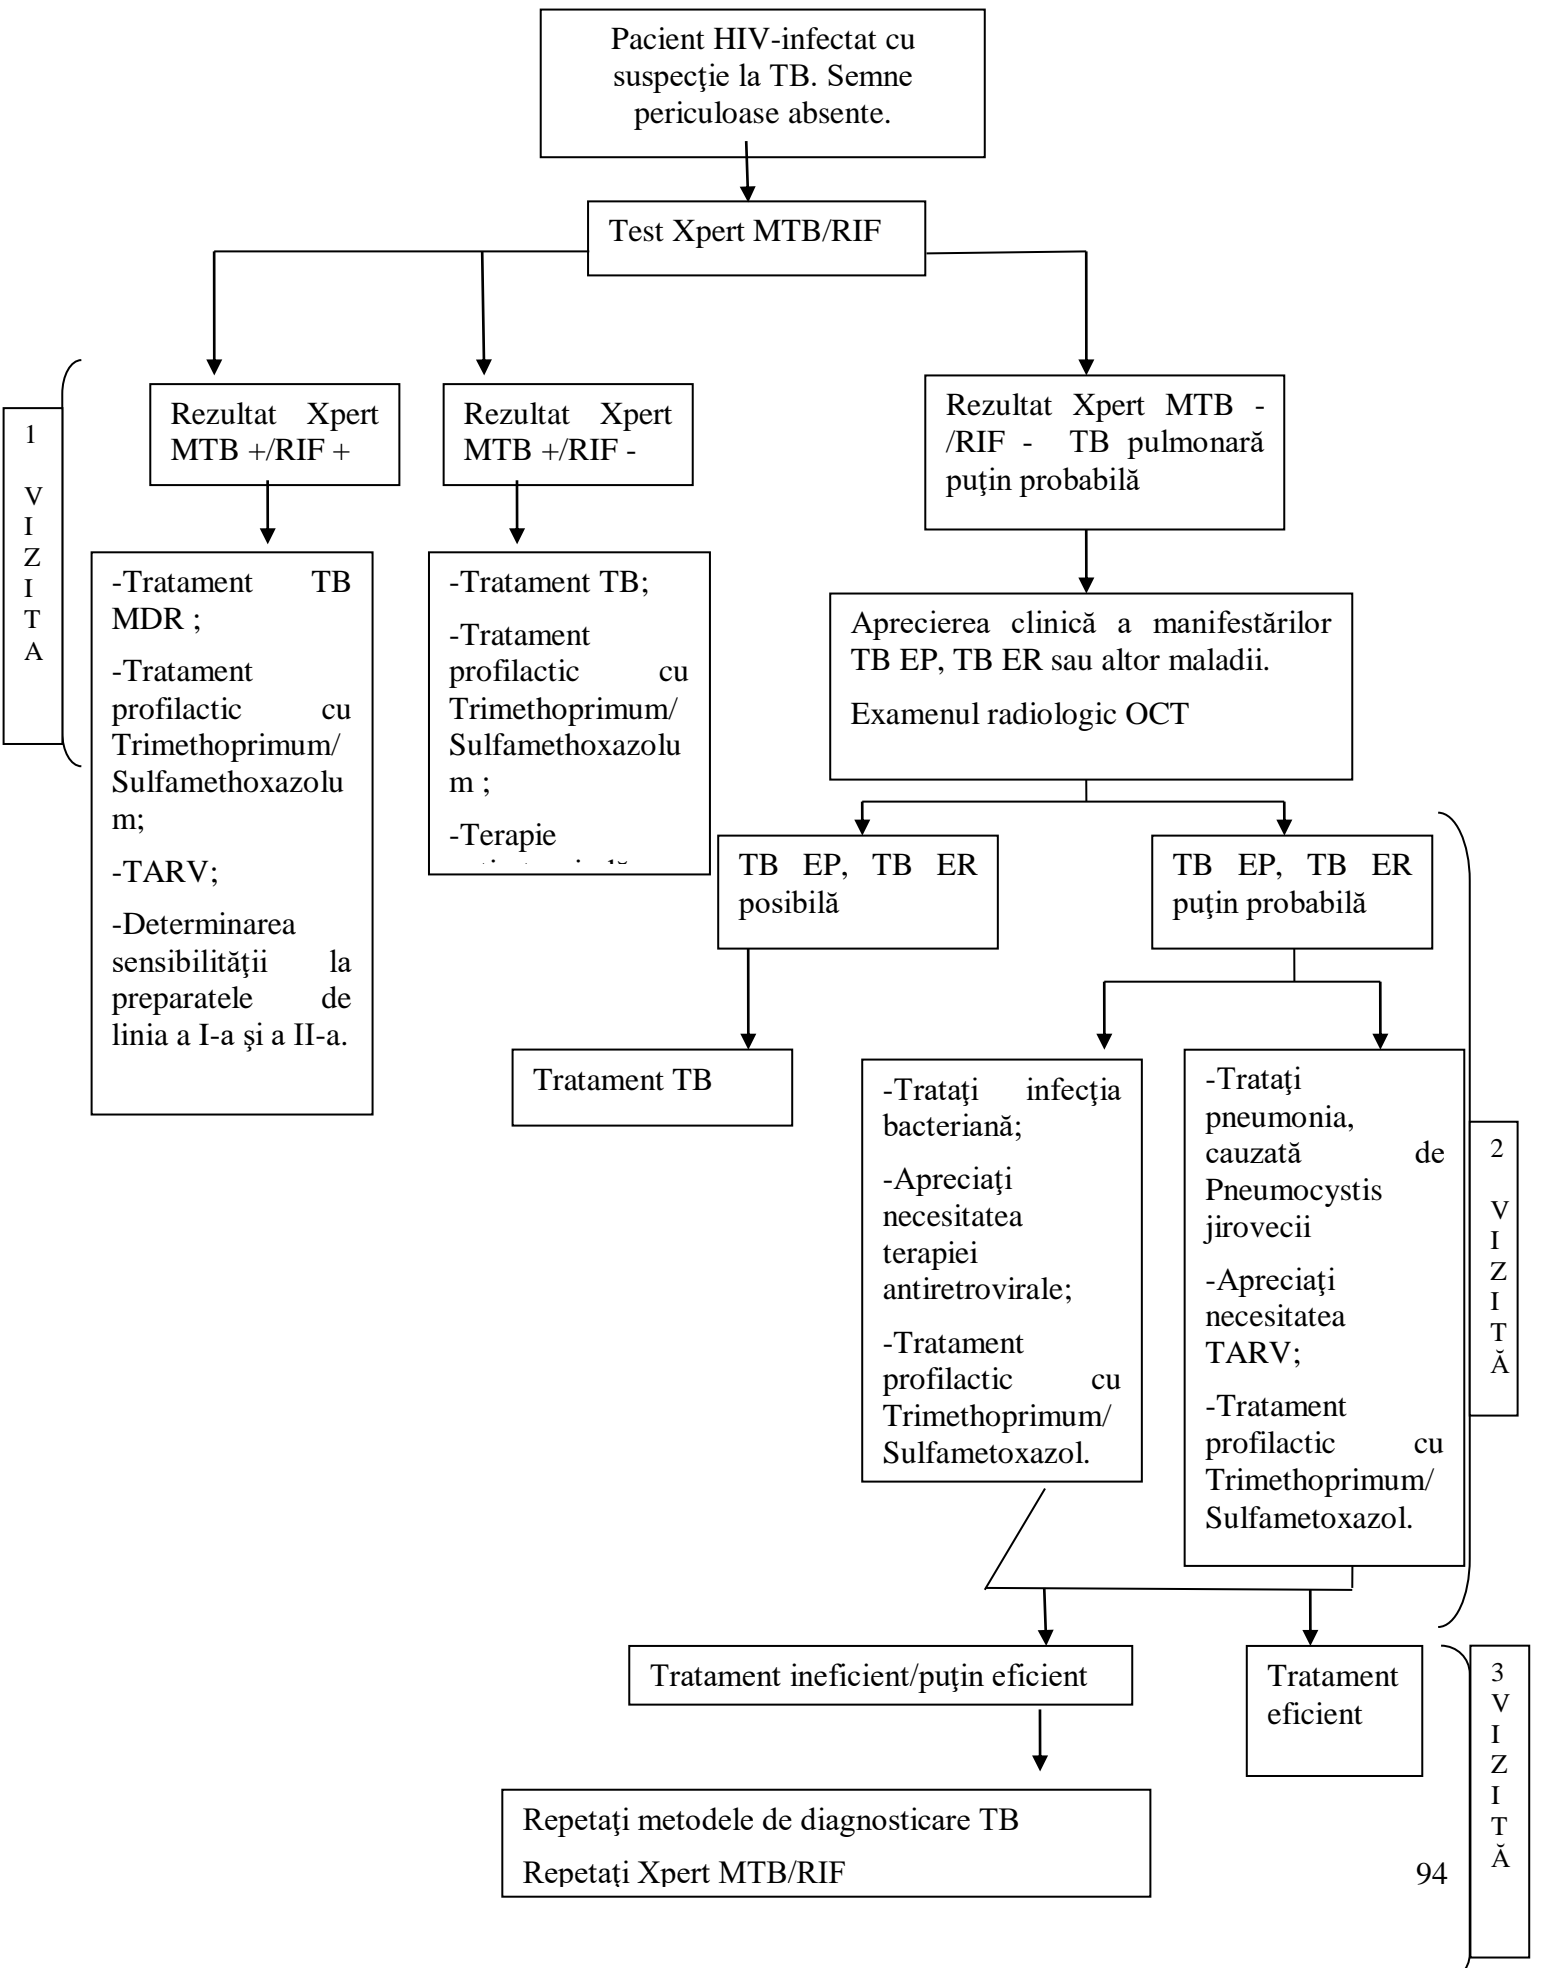 Pacient HIV-infectat cu
suspecţie la TB. Semne
periculoase absente.
Test Xpert MTB/RIF
1
V
I
Z
I
T
A
Rezultat Xpert
MTB +/RIF +
Rezultat Xpert
MTB +/RIF -
Rezultat Xpert MTB -
/RIF - TB pulmonară
puţin probabilă
-Tratament TB
MDR ;
-Tratament
profilactic cu
Trimethoprimum/
Sulfamethoxazolu
m;
-TARV;
-Determinarea
sensibilităţii la
preparatele de
linia a I-a şi a II-a.
-Tratament TB;
-Tratament
profilactic cu
Trimethoprimum/
Sulfamethoxazolu
m ;
-Terapie
Aprecierea clinică a manifestărilor
TB EP, TB ER sau altor maladii.
Examenul radiologic OCT
TB EP, TB ER
posibilă
TB EP, TB ER
puţin probabilă
Tratament TB
-Trataţi infecţia
bacteriană;
-Apreciaţi
necesitatea
terapiei
antiretrovirale;
-Tratament
profilactic cu
Trimethoprimum/
Sulfametoxazol.
-Trataţi
pneumonia,
cauzată de
Pneumocystis
jirovecii
-Apreciaţi
necesitatea
TARV;
-Tratament
profilactic cu
Trimethoprimum/
Sulfametoxazol.
2
V
I
Z
I
T
Ă
Tratament ineficient/puţin eficient
Tratament
eficient
3
V
I
Z
I
T
Ă
Repetaţi metodele de diagnosticare TB
Repetaţi Xpert MTB/RIF
94